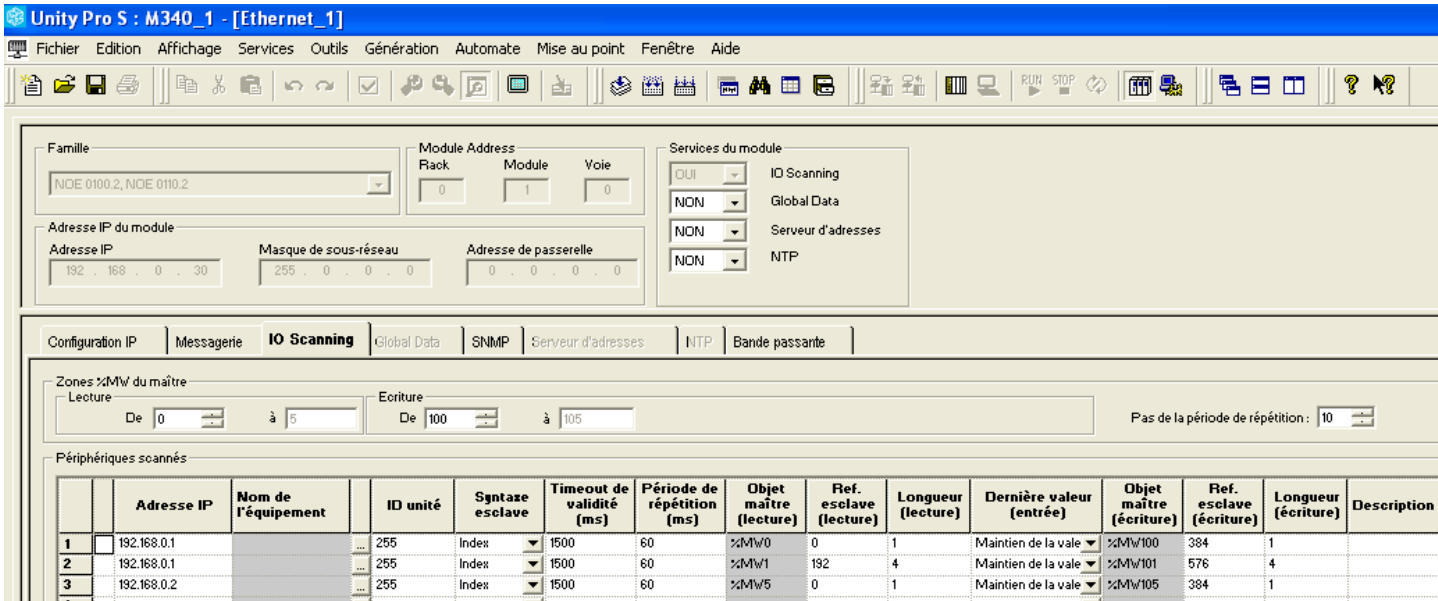 Unity Pro S : M340_1 - [Ethernet_1]
Fichier Edition Affichage Services Outils Génération Automate Mise au point Fenêtre Aide
RUN STOP
Famille
NOE 0100.2, NOE 0110.2
Module Address
Rack Module Voie
0 1 0
Services du module
OUI IO Scanning
NON Global Data
NON Serveur d'adresses
NON NTP
Adresse IP du module
Adresse IP Masque de sous-réseau Adresse de passerelle
192 . 168 . 0 . 30 255 . 0 . 0 . 0 0 . 0 . 0 . 0
Configuration IP Messagerie IO Scanning Global Data SNMP Serveur d'adresses NTP Bande passante
Zones %MW du maître
Lecture Ecriture
De 0 à 5 De 100 à 105 Pas de la période de répétition : 10
Périphériques scannés
Adresse IP Nom de l'équipement ID unité Syntaxe esclave Timeout de validité (ms) Période de répétition (ms) Objet maître (lecture) Ref. esclave (lecture) Longueur (lecture) Dernière valeur (entrée) Objet maître (écriture) Ref. esclave (écriture) Longueur (écriture) Description
1 192.168.0.1 ... 255 Index 1500 60 %MW0 0 1 Maintien de la vale %MW100 384 1
2 192.168.0.1 ... 255 Index 1500 60 %MW1 192 4 Maintien de la vale %MW101 576 4
3 192.168.0.2 ... 255 Index 1500 60 %MW5 0 1 Maintien de la vale %MW105 384 1